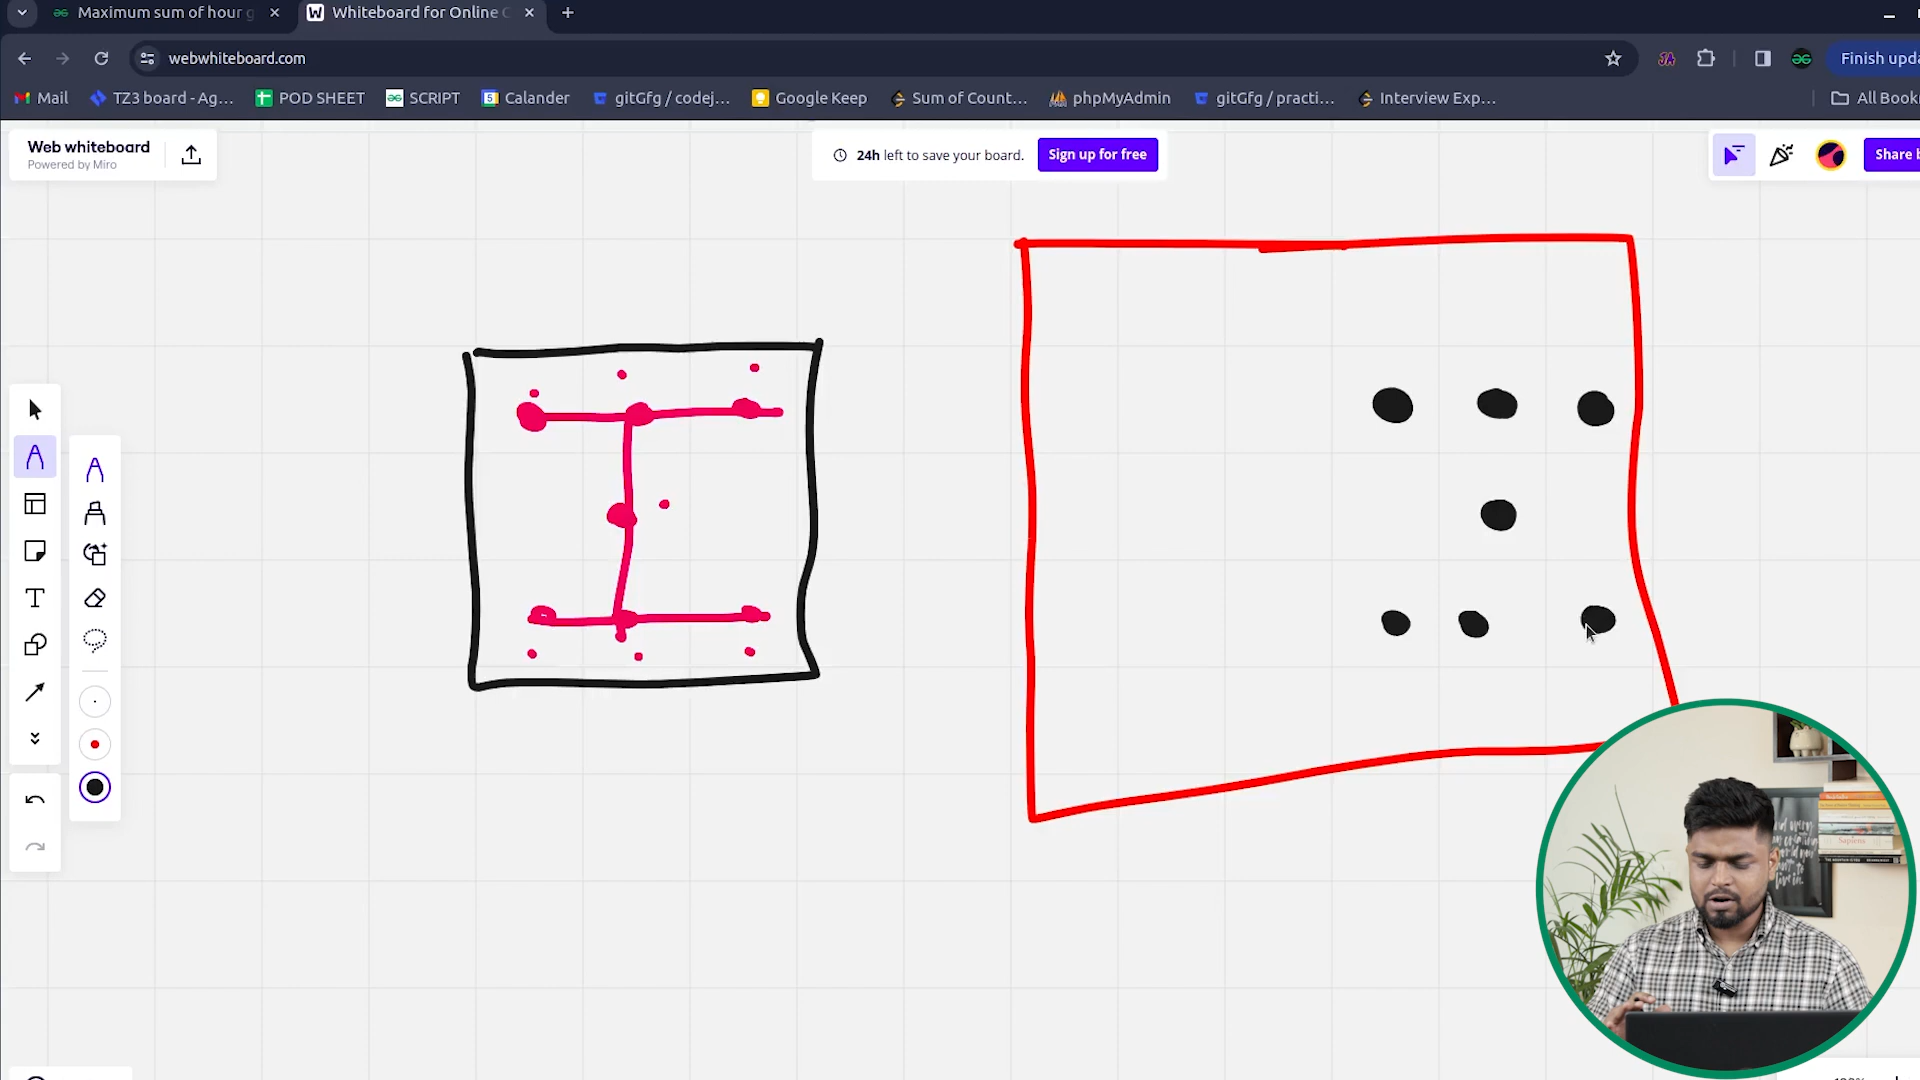 Maximum sum of hour g
Whiteboard for Online C
webwhiteboard.com
Finish upda
Mail
TZ3 board - Ag...
POD SHEET
SCRIPT
Calander
gitGfg / codej...
Google Keep
Sum of Count...
phpMyAdmin
gitGfg / practi...
Interview Exp...
All Book
Web whiteboard
Powered by Miro
24h left to save your board.
Sign up for free
Share b
Sapiens